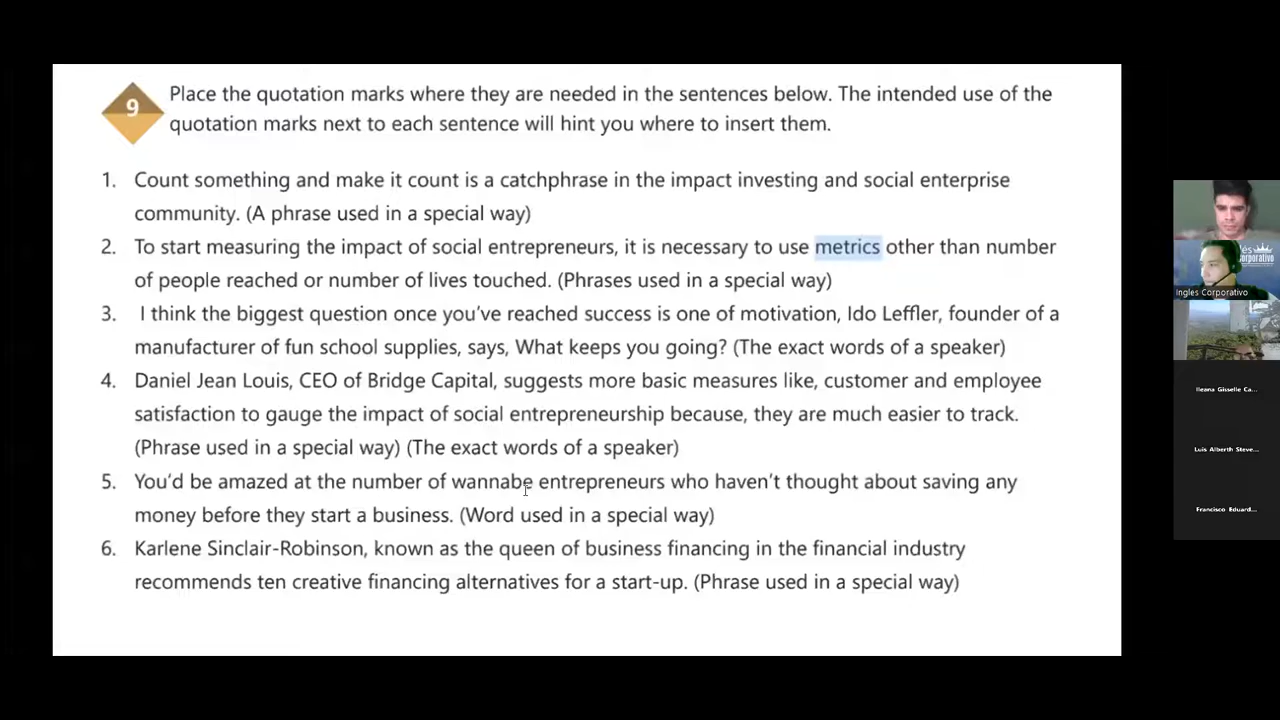 9
Place the quotation marks where they are needed in the sentences below. The intended use of the
quotation marks next to each sentence will hint you where to insert them.
1. Count something and make it count is a catchphrase in the impact investing and social enterprise
community. (A phrase used in a special way)
2. To start measuring the impact of social entrepreneurs, it is necessary to use metrics other than number
of people reached or number of lives touched. (Phrases used in a special way)
3. I think the biggest question once you've reached success is one of motivation, Ido Leffler, founder of a
manufacturer of fun school supplies, says, What keeps you going? (The exact words of a speaker)
4. Daniel Jean Louis, CEO of Bridge Capital, suggests more basic measures like, customer and employee
satisfaction to gauge the impact of social entrepreneurship because, they are much easier to track.
(Phrase used in a special way) (The exact words of a speaker)
5. You'd be amazed at the number of wannabe entrepreneurs who haven't thought about saving any
money before they start a business. (Word used in a special way)
6. Karlene Sinclair-Robinson, known as the queen of business financing in the financial industry
recommends ten creative financing alternatives for a start-up. (Phrase used in a special way)
és
orporativo
Ingles Corporativo
Ileana Gisselle Ca...
Luis Alberth Steve...
Francisco Eduard...